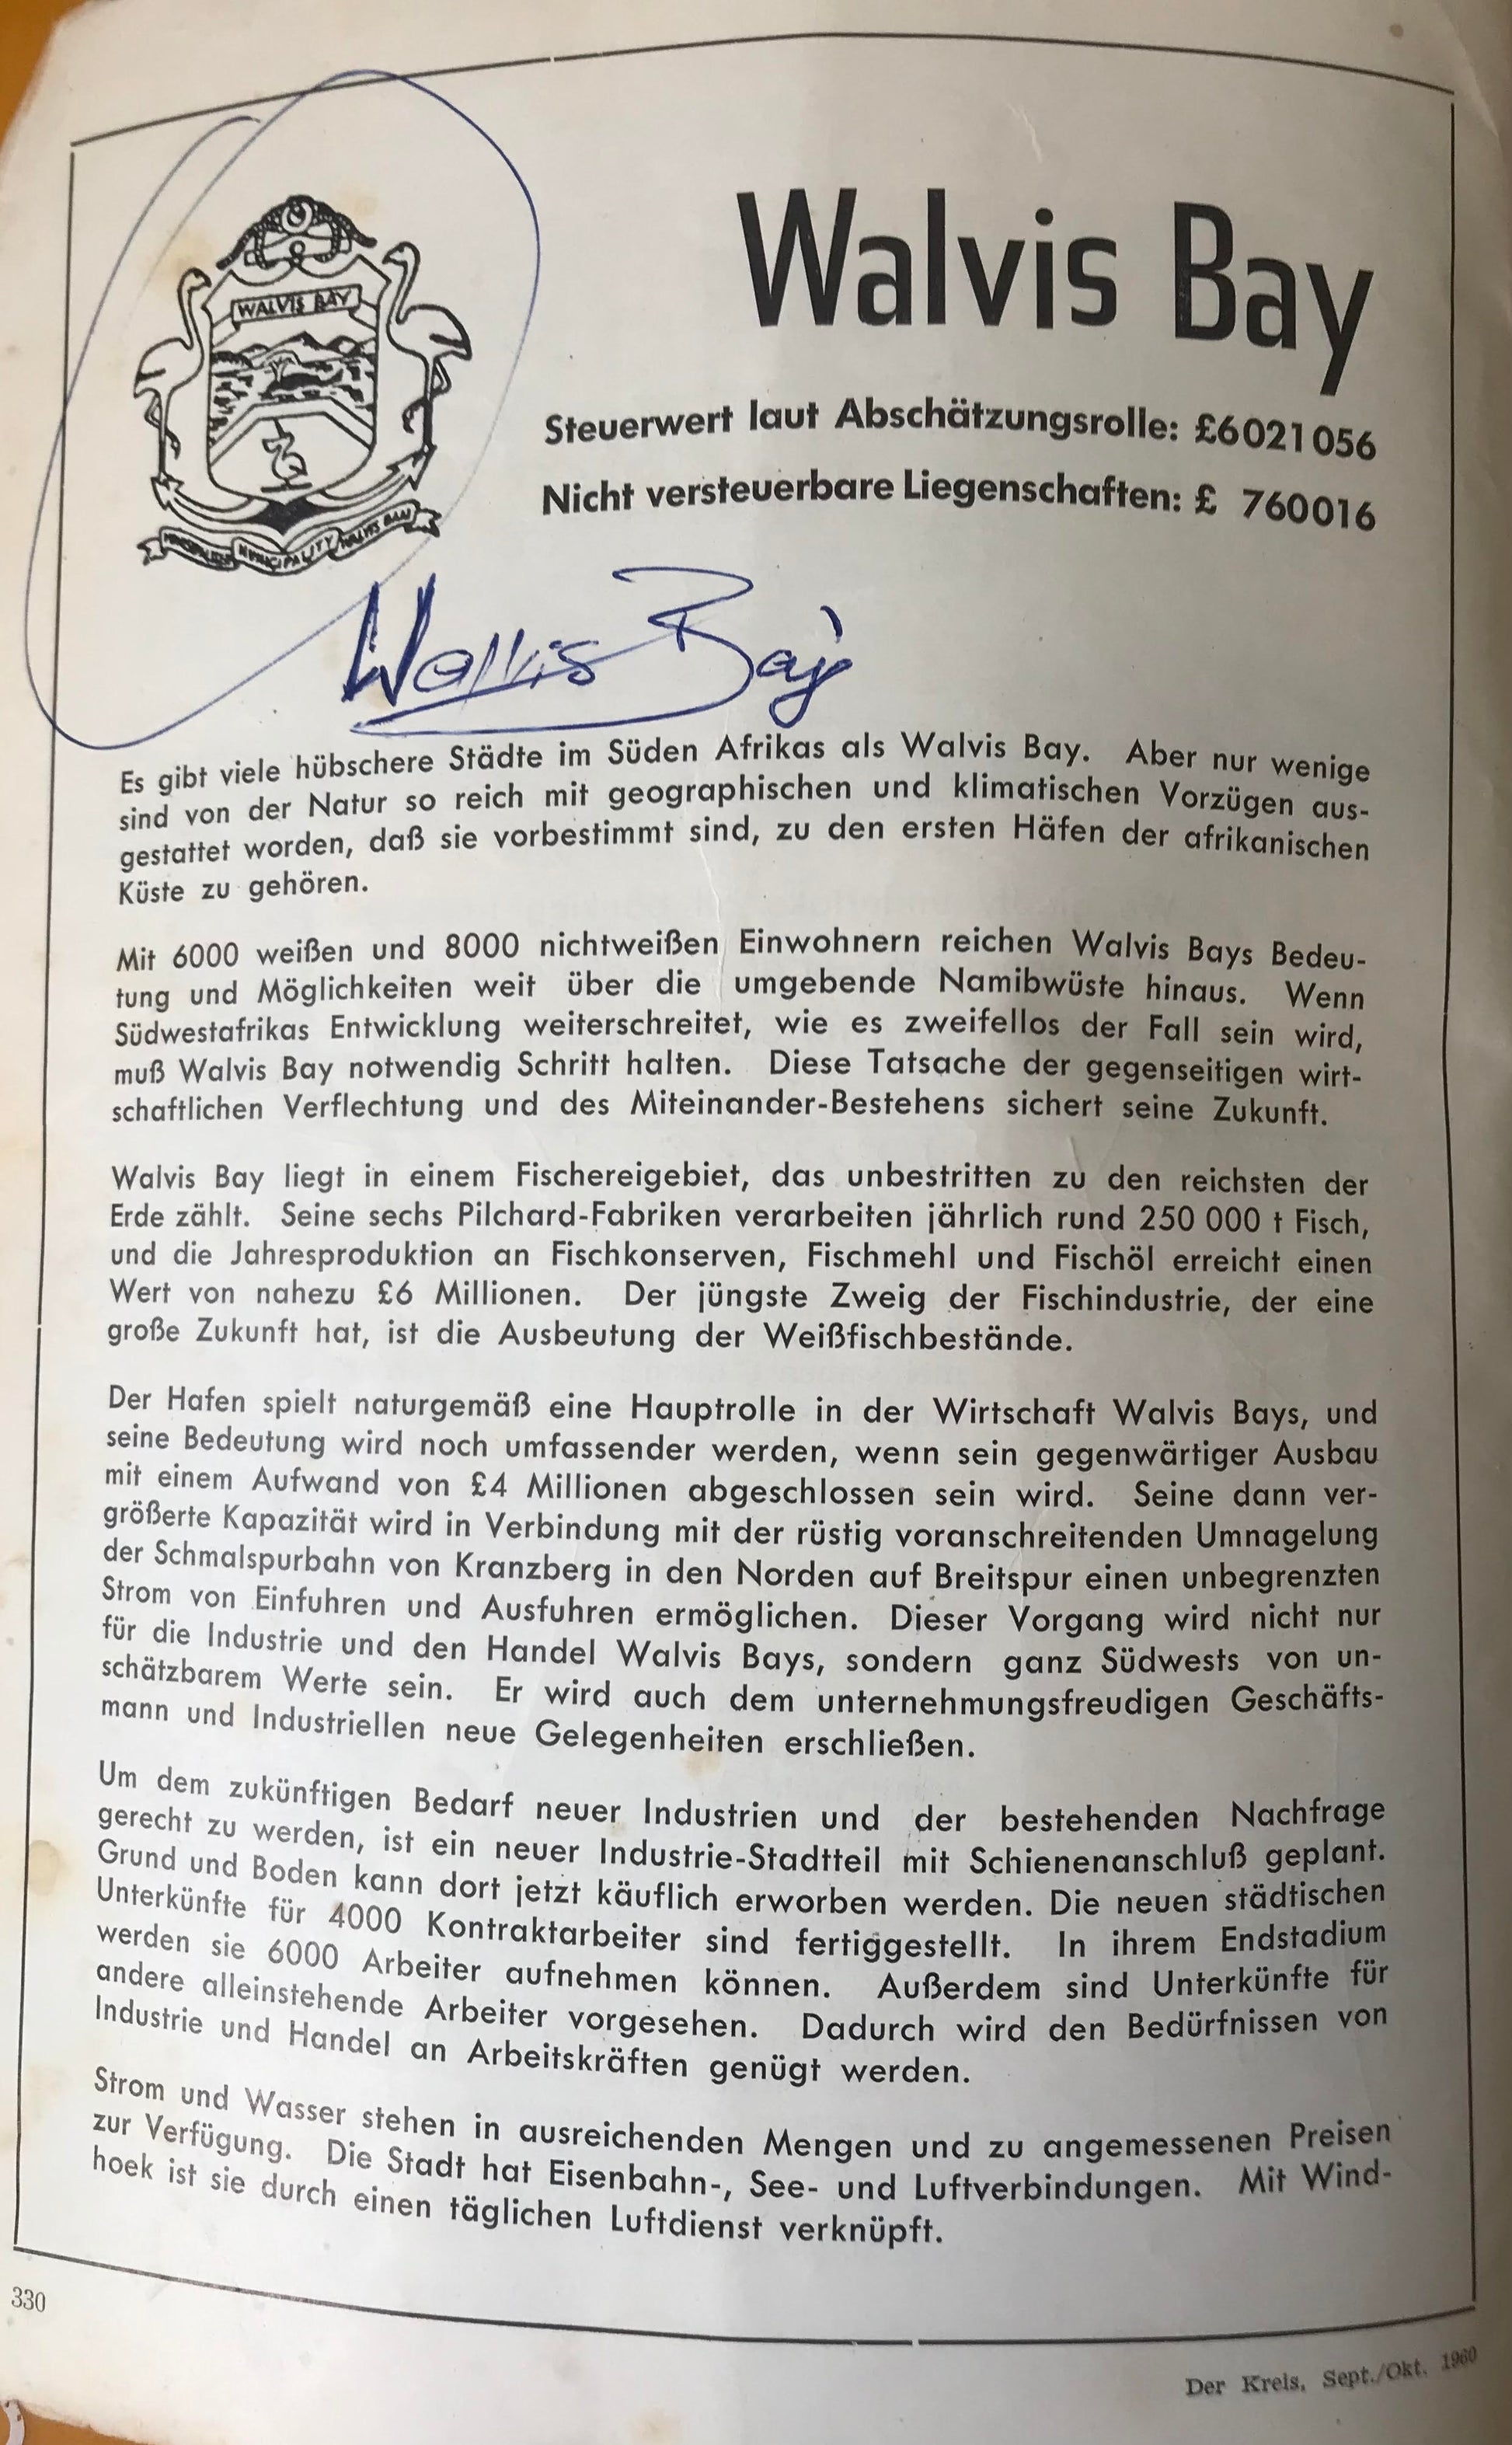 WALVIS BAY
MUNICIPALITY WALVIS BAAI
Walvis Bay
Steuerwert laut Abschätzungsrolle: £6021056
Nicht versteuerbare Liegenschaften: £ 760016
Wallvis Bay
Es gibt viele hübschere Städte im Süden Afrikas als Walvis Bay. Aber nur wenige
sind von der Natur so reich mit geographischen und klimatischen Vorzügen aus-
gestattet worden, daß sie vorbestimmt sind, zu den ersten Häfen der afrikanischen
Küste zu gehören.
Mit 6000 weißen und 8000 nichtweißen Einwohnern reichen Walvis Bays Bedeu-
tung und Möglichkeiten weit über die umgebende Namibwüste hinaus. Wenn
Südwestafrikas Entwicklung weiterschreitet, wie es zweifellos der Fall sein wird,
muß Walvis Bay notwendig Schritt halten. Diese Tatsache der gegenseitigen wirt-
schaftlichen Verflechtung und des Miteinander-Bestehens sichert seine Zukunft.
Walvis Bay liegt in einem Fischereigebiet, das unbestritten zu den reichsten der
Erde zählt. Seine sechs Pilchard-Fabriken verarbeiten jährlich rund 250 000 t Fisch,
und die Jahresproduktion an Fischkonserven, Fischmehl und Fischöl erreicht einen
Wert von nahezu £6 Millionen. Der jüngste Zweig der Fischindustrie, der eine
große Zukunft hat, ist die Ausbeutung der Weißfischbestände.
Der Hafen spielt naturgemäß eine Hauptrolle in der Wirtschaft Walvis Bays, und
seine Bedeutung wird noch umfassender werden, wenn sein gegenwärtiger Ausbau
mit einem Aufwand von £4 Millionen abgeschlossen sein wird. Seine dann ver-
größerte Kapazität wird in Verbindung mit der rüstig voranschreitenden Umnagelung
der Schmalspurbahn von Kranzberg in den Norden auf Breitspur einen unbegrenzten
Strom von Einfuhren und Ausfuhren ermöglichen. Dieser Vorgang wird nicht nur
für die Industrie und den Handel Walvis Bays, sondern ganz Südwests von un-
schätzbarem Werte sein. Er wird auch dem unternehmungsfreudigen Geschäfts-
mann und Industriellen neue Gelegenheiten erschließen.
Um dem zukünftigen Bedarf neuer Industrien und der bestehenden Nachfrage
gerecht zu werden, ist ein neuer Industrie-Stadtteil mit Schienenanschluß geplant.
Grund und Boden kann dort jetzt käuflich erworben werden. Die neuen städtischen
Unterkünfte für 4000 Kontraktarbeiter sind fertiggestellt. In ihrem Endstadium
werden sie 6000 Arbeiter aufnehmen können. Außerdem sind Unterkünfte für
andere alleinstehende Arbeiter vorgesehen. Dadurch wird den Bedürfnissen von
Industrie und Handel an Arbeitskräften genügt werden.
Strom und Wasser stehen in ausreichenden Mengen und zu angemessenen Preisen
zur Verfügung. Die Stadt hat Eisenbahn-, See- und Luftverbindungen. Mit Wind-
hoek ist sie durch einen täglichen Luftdienst verknüpft.
330
Der Kreis, Sept./Okt. 1960